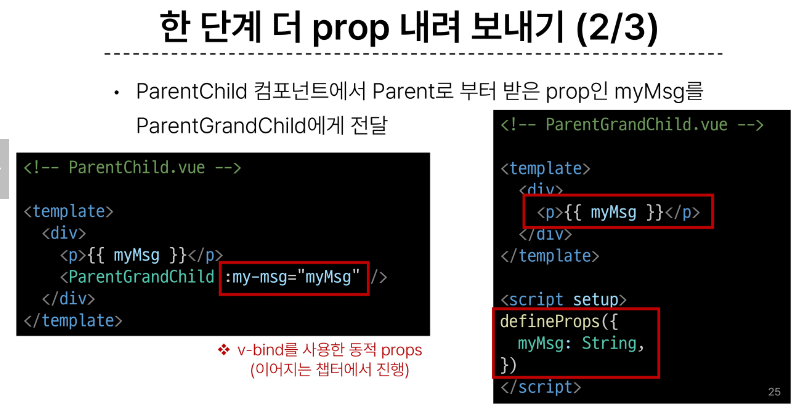 한 단계 더 prop 내려 보내기 (2/3)
• ParentChild 컴포넌트에서 Parent로 부터 받은 prop인 myMsg를
ParentGrandChild에게 전달
<!-- ParentChild.vue -->
<template>
<div>
<p>{{ myMsg }}</p>
<ParentGrandChild :my-msg="myMsg" />
</div>
</template>
❖ v-bind를 사용한 동적 props
(이어지는 챕터에서 진행)
<!-- ParentGrandChild.vue -->
<template>
<div>
<p>{{ myMsg }}</p>
</div>
</template>
<script setup>
defineProps({
myMsg: String,
})
</script>
25